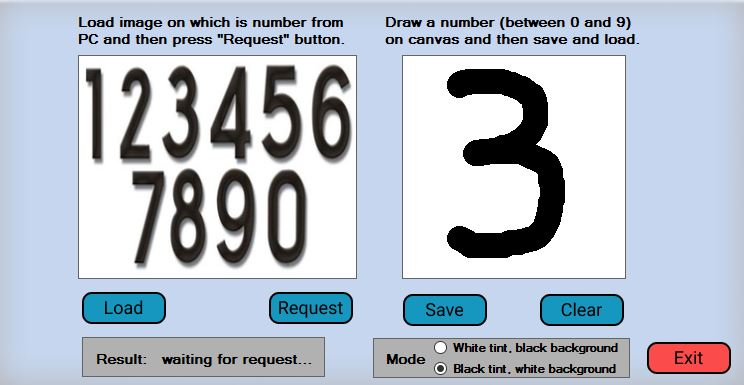 Load image on which is number from
PC and then press "Request" button.
Draw a number (between 0 and 9)
on canvas and then save and load.
123456
7890
3
Load
Request
Save
Clear
Result: waiting for request...
Mode
White tint, black background
Black tint, white background
Exit